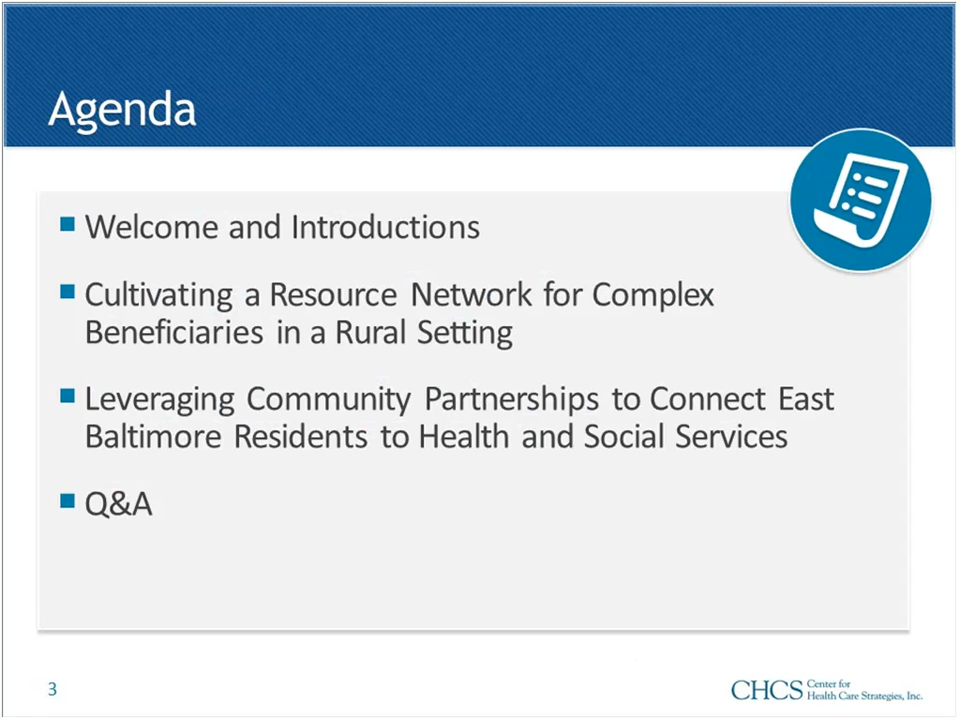 Agenda
Welcome and Introductions
Cultivating a Resource Network for Complex
Beneficiaries in a Rural Setting
Leveraging Community Partnerships to Connect East
Baltimore Residents to Health and Social Services
Q&A
3
CHCS Center for
Health Care Strategies, Inc.